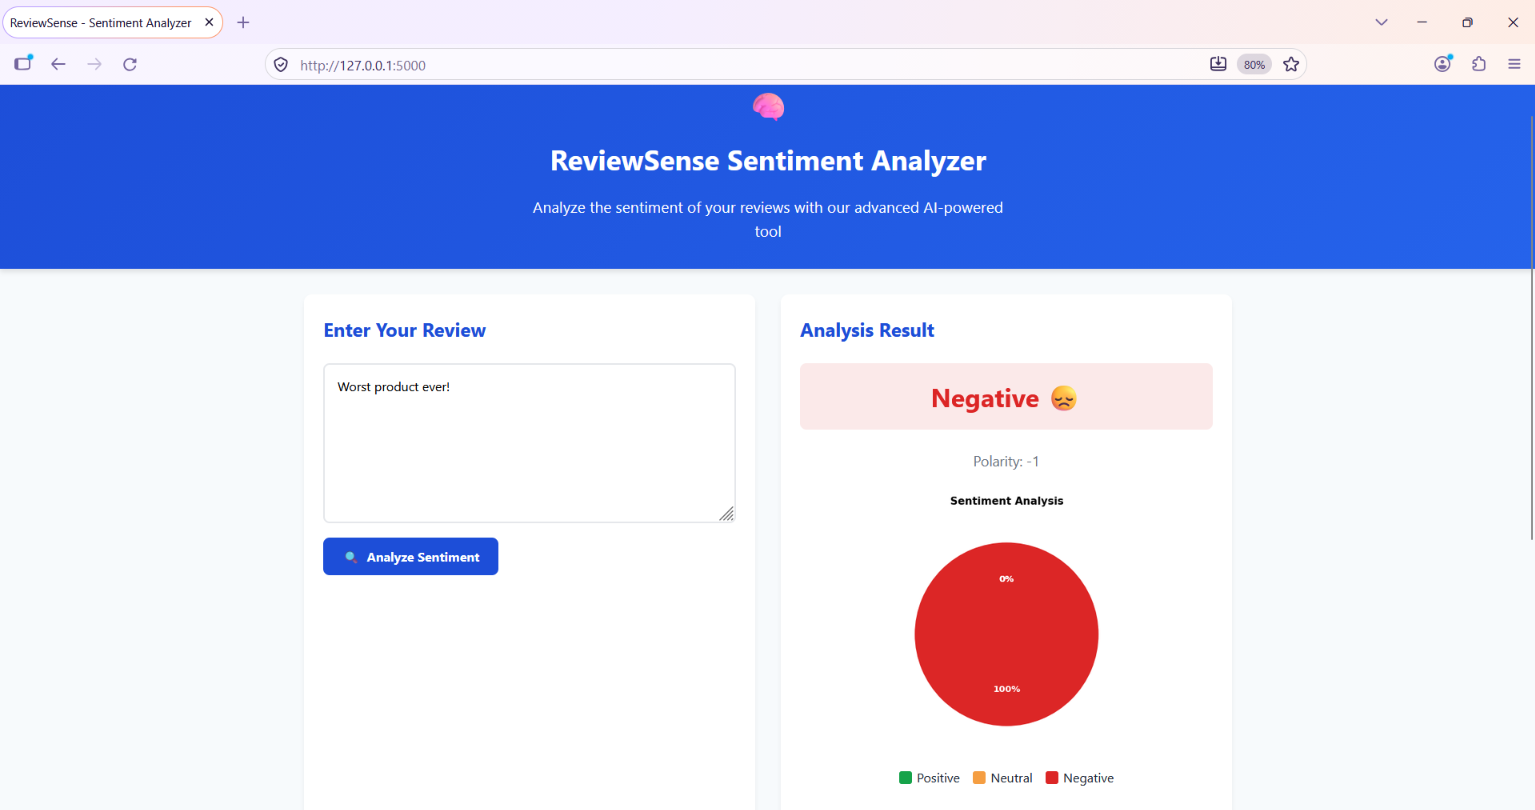 ReviewSense - Sentiment Analyzer
http://127.0.0.1:5000
80%
ReviewSense Sentiment Analyzer
Analyze the sentiment of your reviews with our advanced AI-powered
tool
Enter Your Review
Worst product ever!
Analyze Sentiment
Analysis Result
Negative
Polarity: -1
Sentiment Analysis
0%
100%
Positive
Neutral
Negative